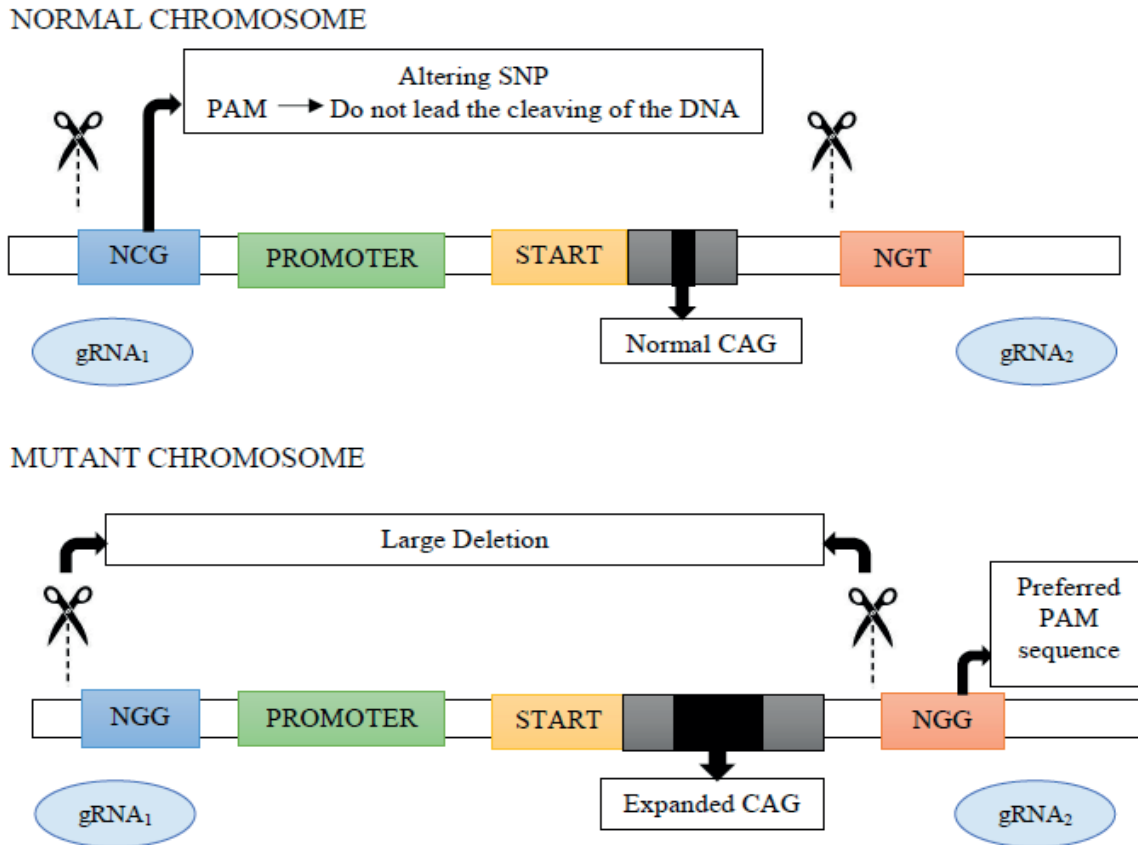 NORMAL CHROMOSOME
Altering SNP
PAM → Do not lead the cleaving of the DNA
NCG
PROMOTER
START
NGT
Normal CAG
gRNA₁
gRNA₂
MUTANT CHROMOSOME
Large Deletion
Preferred
PAM
sequence
NGG
PROMOTER
START
NGG
Expanded CAG
gRNA₁
gRNA₂